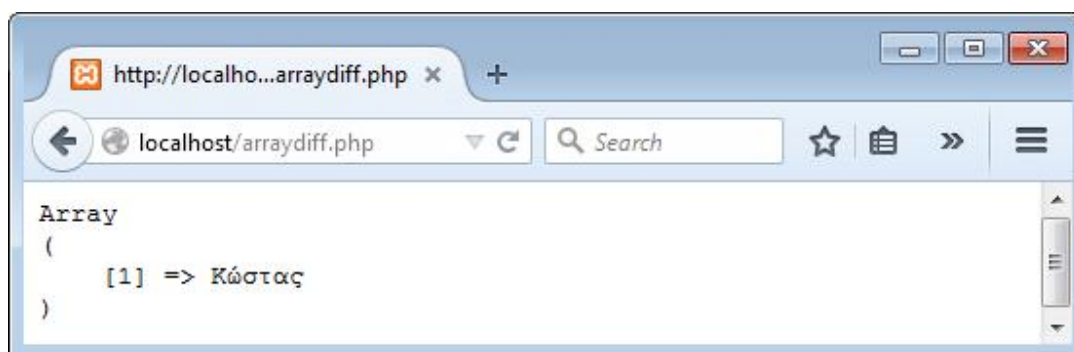 http://localho...arraydiff.php
localhost/arraydiff.php
Search
Array
(
[1] => Κώστας
)